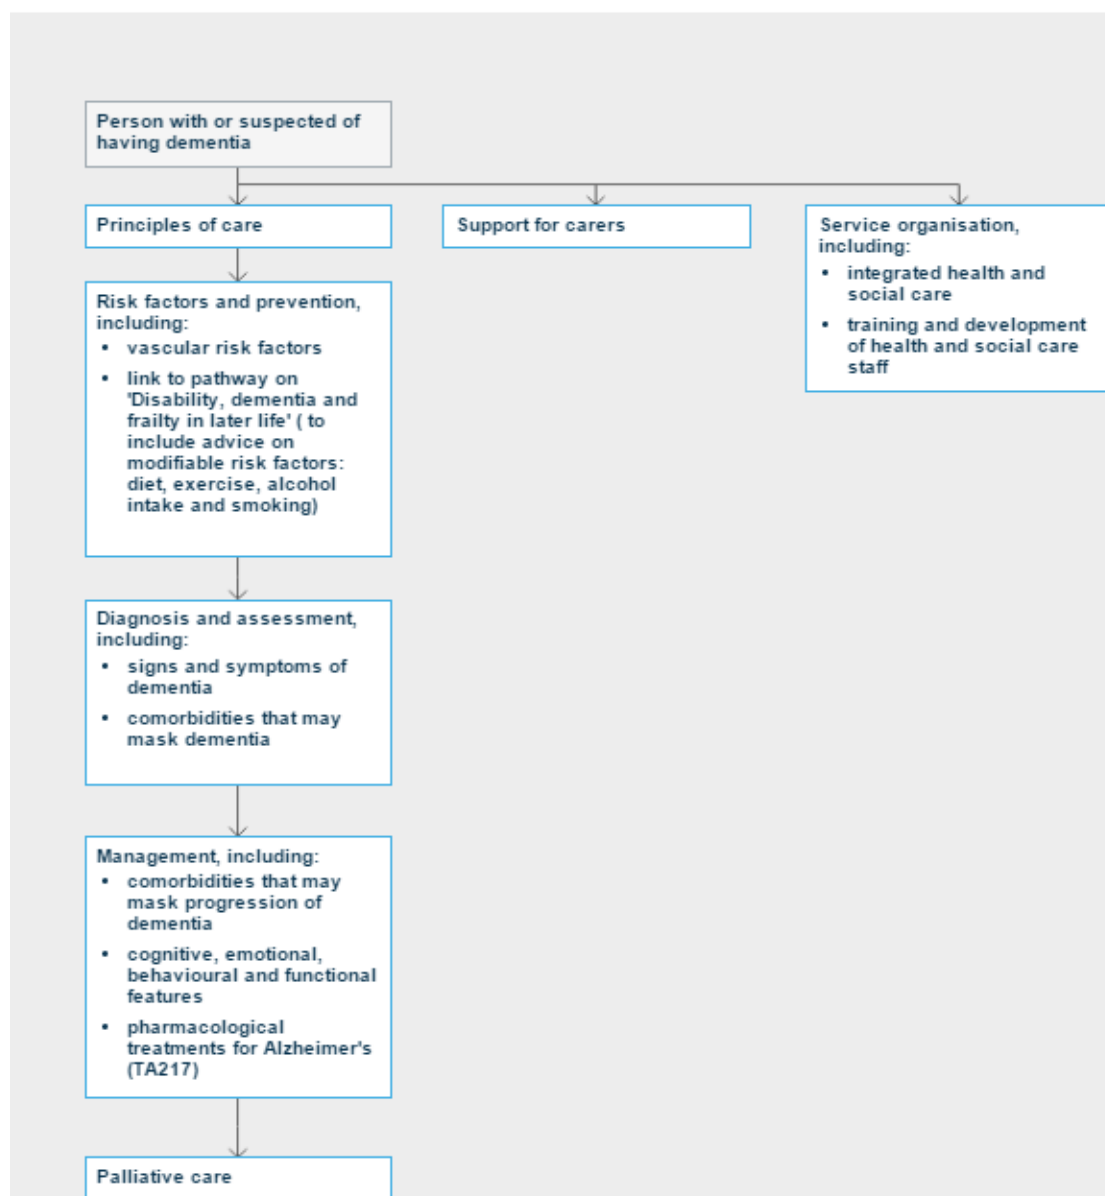 Person with or suspected of
having dementia
Principles of care
Support for carers
Service organisation,
including:
• integrated health and
social care
• training and development
of health and social care
staff
Risk factors and prevention,
including:
• vascular risk factors
• link to pathway on
'Disability, dementia and
frailty in later life' ( to
include advice on
modifiable risk factors:
diet, exercise, alcohol
intake and smoking)
Diagnosis and assessment,
including:
• signs and symptoms of
dementia
• comorbidities that may
mask dementia
Management, including:
• comorbidities that may
mask progression of
dementia
• cognitive, emotional,
behavioural and functional
features
• pharmacological
treatments for Alzheimer's
(TA217)
Palliative care